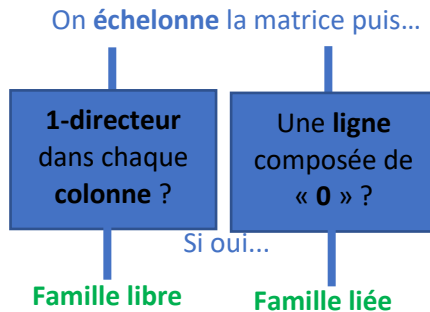 On échelonne la matrice puis…
1-directeur
dans chaque
colonne ?
Une ligne
composée de
« 0 » ?
Si oui...
Famille libre
Famille liée